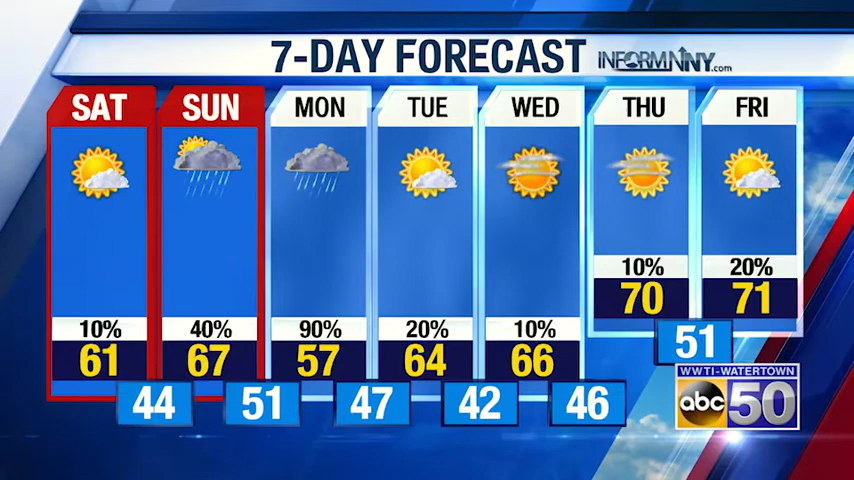 7-DAY FORECAST INFORMNNY.com
SAT SUN MON TUE WED THU FRI
10% 20%
70 71
10% 40% 90% 20% 10%
61 67 57 64 66
51
44 51 47 42 46
WWTI-WATERTOWN
abc 50